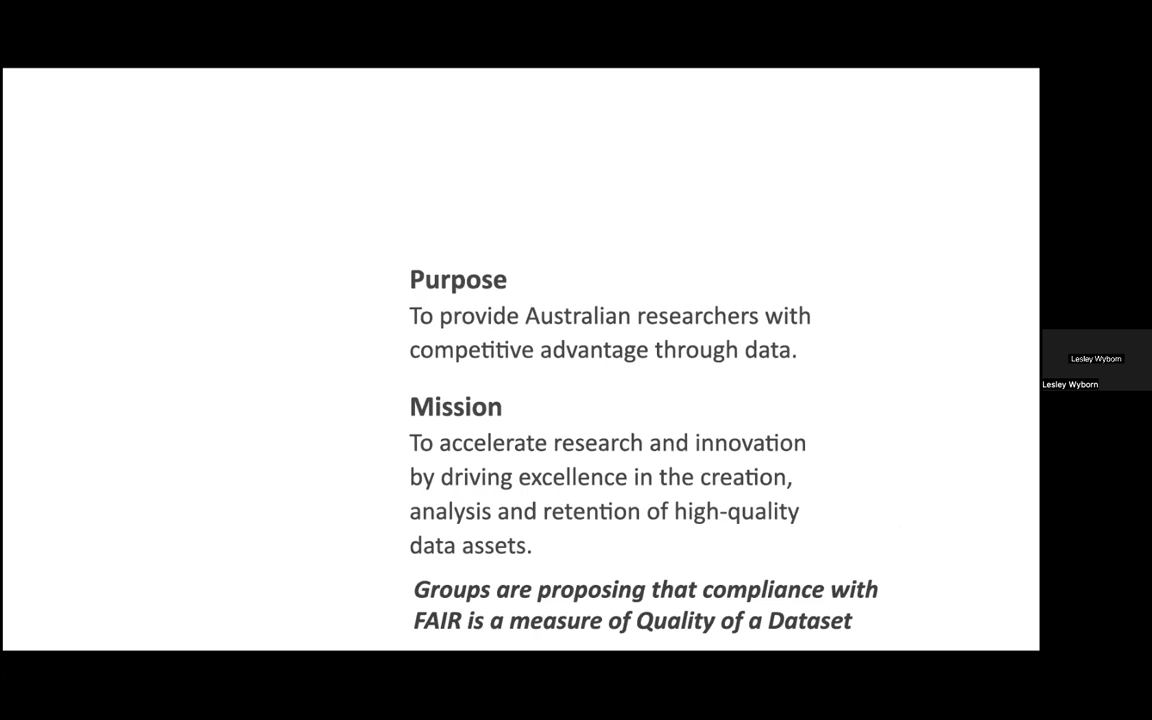 Purpose
To provide Australian researchers with
competitive advantage through data.
Mission
To accelerate research and innovation
by driving excellence in the creation,
analysis and retention of high-quality
data assets.
Groups are proposing that compliance with
FAIR is a measure of Quality of a Dataset
Lesley Wyborn
Lesley Wyborn